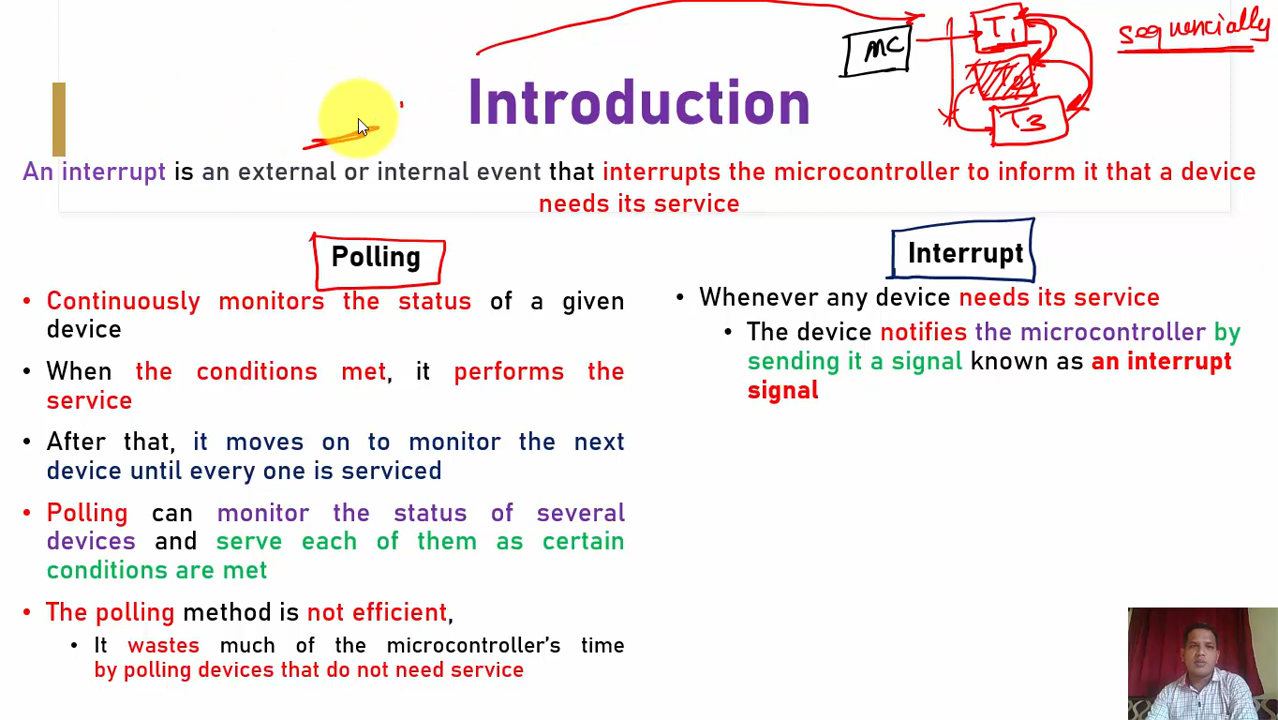 MC
T1
sequencially
T3
Introduction
An interrupt is an external or internal event that interrupts the microcontroller to inform it that a device
needs its service
Polling
• Continuously monitors the status of a given
device
• When the conditions met, it performs the
service
• After that, it moves on to monitor the next
device until every one is serviced
• Polling can monitor the status of several
devices and serve each of them as certain
conditions are met
• The polling method is not efficient,
• It wastes much of the microcontroller's time
by polling devices that do not need service
Interrupt
• Whenever any device needs its service
• The device notifies the microcontroller by
sending it a signal known as an interrupt
signal